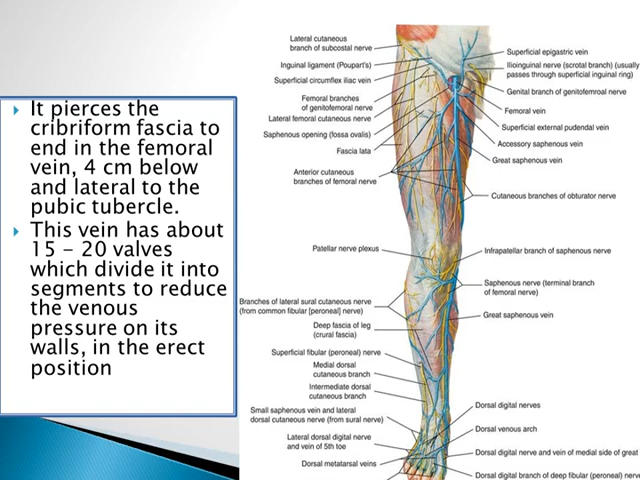 It pierces the
cribriform fascia to
end in the femoral
vein, 4 cm below
and lateral to the
pubic tubercle.
This vein has about
15 – 20 valves
which divide it into
segments to reduce
the venous
pressure on its
walls, in the erect
position
Lateral cutaneous
branch of subcostal nerve
Inguinal ligament (Poupart's)
Superficial circumflex iliac vein
Femoral branches
of genitofemoral nerve
Lateral femoral cutaneous nerve
Saphenous opening (fossa ovalis)
Fascia lata
Anterior cutaneous
branches of femoral nerve
Patellar nerve plexus
Branches of lateral sural cutaneous nerve
(from common fibular [peroneal] nerve)
Deep fascia of leg
(crural fascia)
Superficial fibular (peroneal) nerve
Medial dorsal
cutaneous branch
Intermediate dorsal
cutaneous branch
Small saphenous vein and lateral
dorsal cutaneous nerve (from sural nerve)
Lateral dorsal digital nerve
and vein of 5th toe
Dorsal metatarsal veins
Superficial epigastric vein
Ilioinguinal nerve (scrotal branch) (usually
passes through superficial inguinal ring)
Genital branch of genitofemroal nerve
Femoral vein
Superficial external pudendal vein
Accessory saphenous vein
Great saphenous vein
Cutaneous branches of obturator nerve
Infrapatellar branch of saphenous nerve
Saphenous nerve (terminal branch
of femoral nerve)
Great saphenous vein
Dorsal digital nerves
Dorsal venous arch
Dorsal digital nerve and vein of medial side of great
Dorsal digital branch of deep fibular (peroneal) nerve